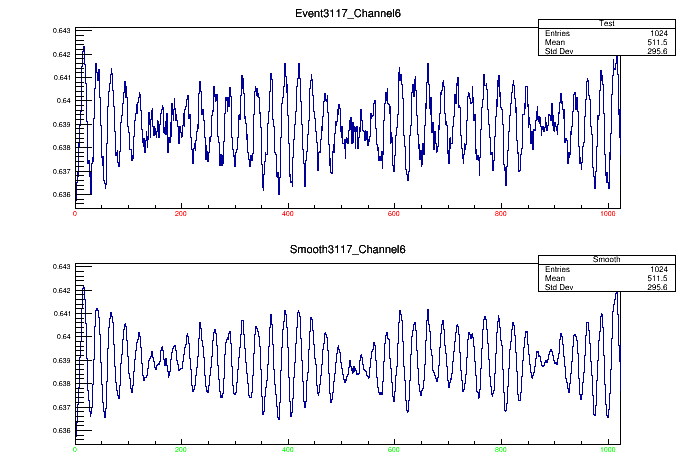 Event3117_Channel6
Test
Entries 1024
Mean 511.5
Std Dev 295.6
0.643
0.642
0.641
0.64
0.639
0.638
0.637
0.636
0 200 400 600 800 1000
Smooth3117_Channel6
Smooth
Entries 1024
Mean 511.5
Std Dev 295.6
0.643
0.642
0.641
0.64
0.639
0.638
0.637
0.636
0 200 400 600 800 1000